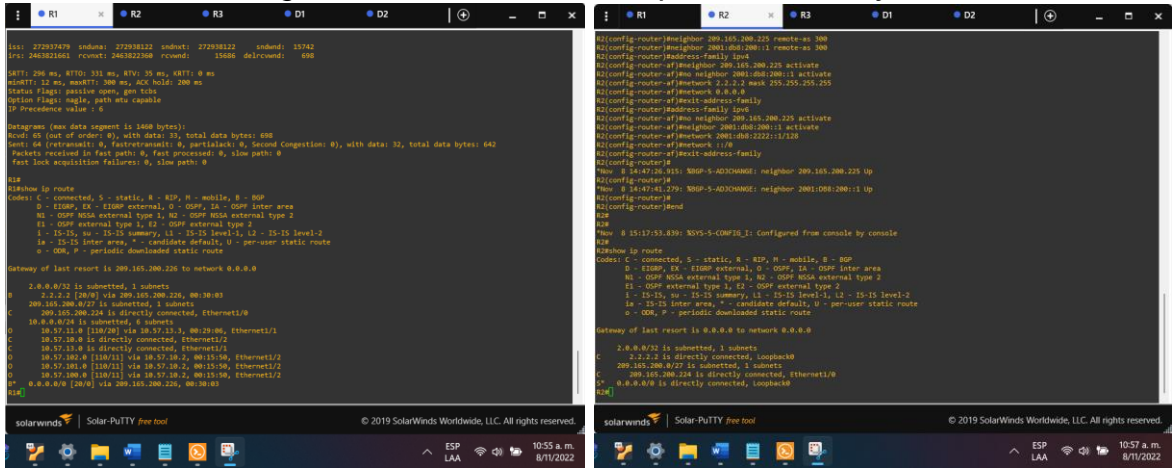 R1
R2
R3
D1
D2
iss: 272937479 snduna: 272938122 sndnxt: 272938122 sndwnd: 15742
irs: 2463821661 rcvnxt: 2463822360 rcvwnd: 15686 delrcvwnd: 698
SRTT: 296 ms, RTTO: 331 ms, RTV: 35 ms, KRTT: 0 ms
minRTT: 12 ms, maxRTT: 300 ms, ACK hold: 200 ms
Status Flags: passive open, gen tcbs
Option Flags: nagle, path mtu capable
IP Precedence value : 6
Datagrams (max data segment is 1460 bytes):
Rcvd: 65 (out of order: 0), with data: 33, total data bytes: 698
Sent: 64 (retransmit: 0, fastretransmit: 0, partialack: 0, Second Congestion: 0), with data: 32, total data bytes: 642
Packets received in fast path: 0, fast processed: 0, slow path: 0
fast lock acquisition failures: 0, slow path: 0
R1#
R1#show ip route
Codes: C - connected, S - static, R - RIP, M - mobile, B - BGP
D - EIGRP, EX - EIGRP external, O - OSPF, IA - OSPF inter area
N1 - OSPF NSSA external type 1, N2 - OSPF NSSA external type 2
E1 - OSPF external type 1, E2 - OSPF external type 2
i - IS-IS, su - IS-IS summary, L1 - IS-IS level-1, L2 - IS-IS level-2
ia - IS-IS inter area, * - candidate default, U - per-user static route
o - ODR, P - periodic downloaded static route
Gateway of last resort is 209.165.200.226 to network 0.0.0.0
2.0.0.0/32 is subnetted, 1 subnets
B 2.2.2.2 [20/0] via 209.165.200.226, 00:30:03
209.165.200.0/27 is subnetted, 1 subnets
C 209.165.200.224 is directly connected, Ethernet1/0
10.0.0.0/24 is subnetted, 6 subnets
O 10.57.11.0 [110/20] via 10.57.13.3, 00:29:06, Ethernet1/1
C 10.57.10.0 is directly connected, Ethernet1/2
C 10.57.13.0 is directly connected, Ethernet1/1
O 10.57.102.0 [110/11] via 10.57.10.2, 00:15:50, Ethernet1/2
O 10.57.101.0 [110/11] via 10.57.10.2, 00:15:50, Ethernet1/2
O 10.57.100.0 [110/11] via 10.57.10.2, 00:15:50, Ethernet1/2
B* 0.0.0.0/0 [20/0] via 209.165.200.226, 00:30:03
R1#
solarwinds Solar-PuTTY free tool
© 2019 SolarWinds Worldwide, LLC. All rights reserved.
ESP
LAA
10:55 a. m.
8/11/2022
R1
R2
R3
D1
D2
R2(config-router)#neighbor 209.165.200.225 remote-as 300
R2(config-router)#neighbor 2001:db8:200::1 remote-as 300
R2(config-router)#address-family ipv4
R2(config-router-af)#neighbor 209.165.200.225 activate
R2(config-router-af)#no neighbor 2001:db8:200::1 activate
R2(config-router-af)#network 2.2.2.2 mask 255.255.255.255
R2(config-router-af)#network 0.0.0.0
R2(config-router-af)#exit-address-family
R2(config-router)#address-family ipv6
R2(config-router-af)#no neighbor 209.165.200.225 activate
R2(config-router-af)#neighbor 2001:db8:200::1 activate
R2(config-router-af)#network 2001:db8:2222::1/128
R2(config-router-af)#network ::/0
R2(config-router-af)#exit-address-family
R2(config-router)#
*Nov 8 14:47:26.915: %BGP-5-ADJCHANGE: neighbor 209.165.200.225 Up
R2(config-router)#
*Nov 8 14:47:41.279: %BGP-5-ADJCHANGE: neighbor 2001:DB8:200::1 Up
R2(config-router)#
R2(config-router)#end
R2#
R2#
*Nov 8 15:17:53.839: %SYS-5-CONFIG_I: Configured from console by console
R2#
R2#show ip route
Codes: C - connected, S - static, R - RIP, M - mobile, B - BGP
D - EIGRP, EX - EIGRP external, O - OSPF, IA - OSPF inter area
N1 - OSPF NSSA external type 1, N2 - OSPF NSSA external type 2
E1 - OSPF external type 1, E2 - OSPF external type 2
i - IS-IS, su - IS-IS summary, L1 - IS-IS level-1, L2 - IS-IS level-2
ia - IS-IS inter area, * - candidate default, U - per-user static route
o - ODR, P - periodic downloaded static route
Gateway of last resort is 0.0.0.0 to network 0.0.0.0
2.0.0.0/32 is subnetted, 1 subnets
C 2.2.2.2 is directly connected, Loopback0
209.165.200.0/27 is subnetted, 1 subnets
C 209.165.200.224 is directly connected, Ethernet1/0
S* 0.0.0.0/0 is directly connected, Loopback0
R2#
solarwinds Solar-PuTTY free tool
© 2019 SolarWinds Worldwide, LLC. All rights reserved.
ESP
LAA
10:57 a. m.
8/11/2022